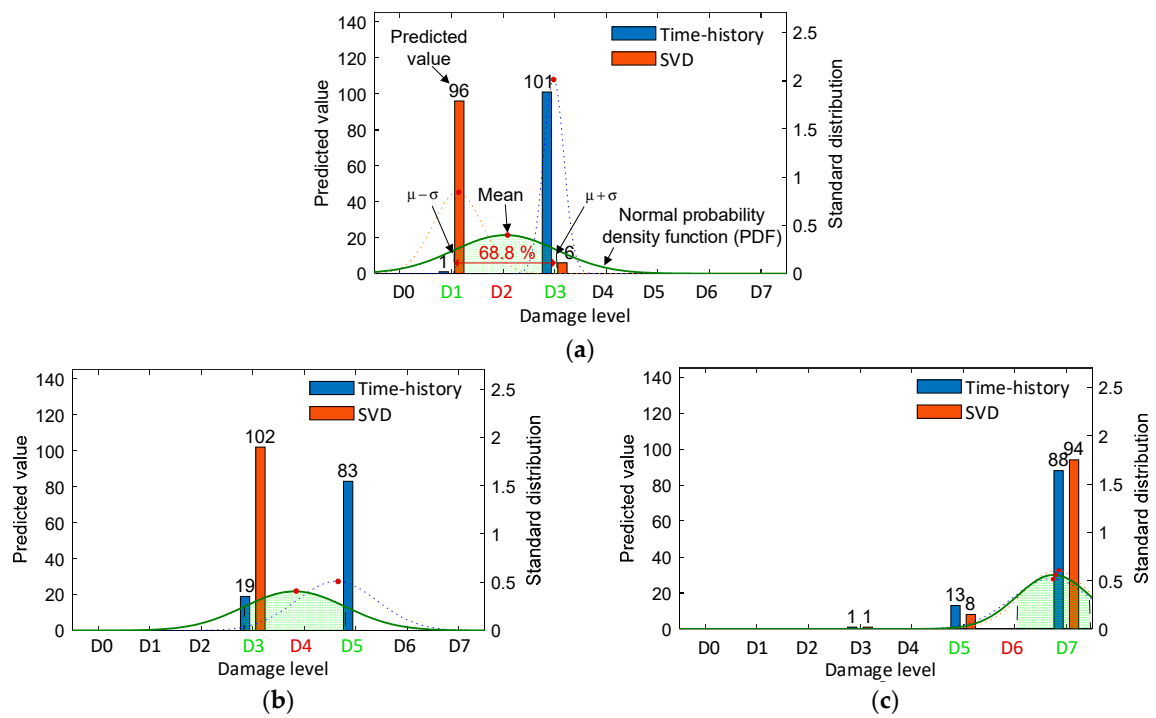 140
120
100
80
60
40
20
0
Predicted value
Predicted
value
96
101
1
6
μ−σ
Mean
μ+σ
68.8 %
Normal probability
density function (PDF)
Time-history
SVD
2.5
2
1.5
1
0.5
0
Standard distribution
D0 D1 D2 D3 D4 D5 D6 D7
Damage level
(a)
140
120
100
80
60
40
20
0
Predicted value
19
102
83
Time-history
SVD
2.5
2
1.5
1
0.5
0
Standard distribution
D0 D1 D2 D3 D4 D5 D6 D7
Damage level
(b)
140
120
100
80
60
40
20
0
Predicted value
1 1
13
8
88
94
Time-history
SVD
2.5
2
1.5
1
0.5
0
Standard distribution
D0 D1 D2 D3 D4 D5 D6 D7
Damage level
(c)